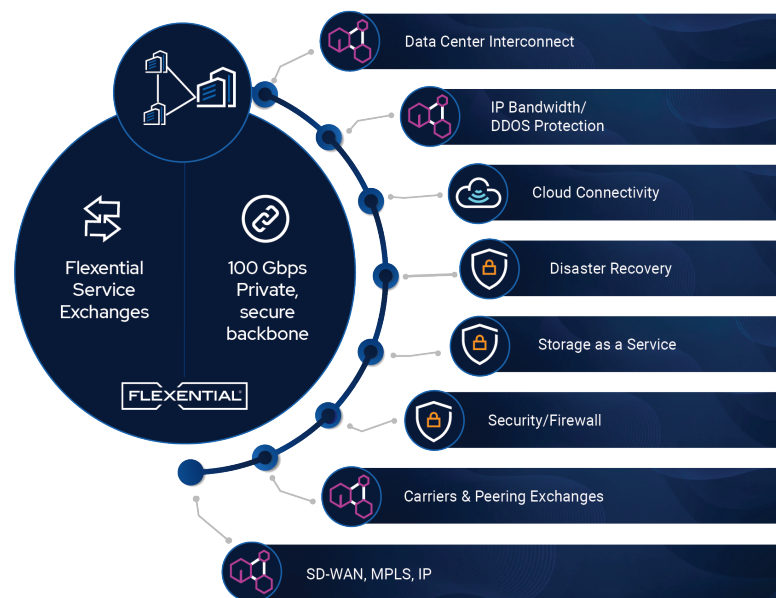 Data Center Interconnect
IP Bandwidth/
DDOS Protection
Cloud Connectivity
Disaster Recovery
Storage as a Service
Security/Firewall
Carriers & Peering Exchanges
SD-WAN, MPLS, IP
Flexential
Service
Exchanges
100 Gbps
Private,
secure
backbone
FLEXENTIAL